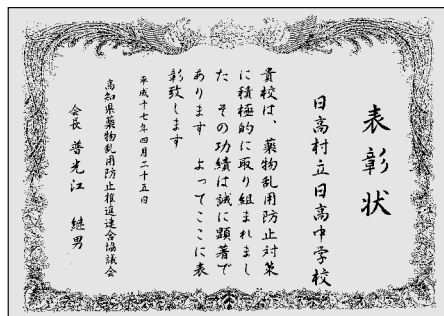 表彰状
日高村立日高中学校
貴校は、薬物乱用防止対策
に積極的に取り組まれまし
た その功績は誠に顕著で
あります よってここに表
彰致します
平成十七年四月二十五日
高知県薬物乱用防止推進連合協議会
会長 普光江 継男